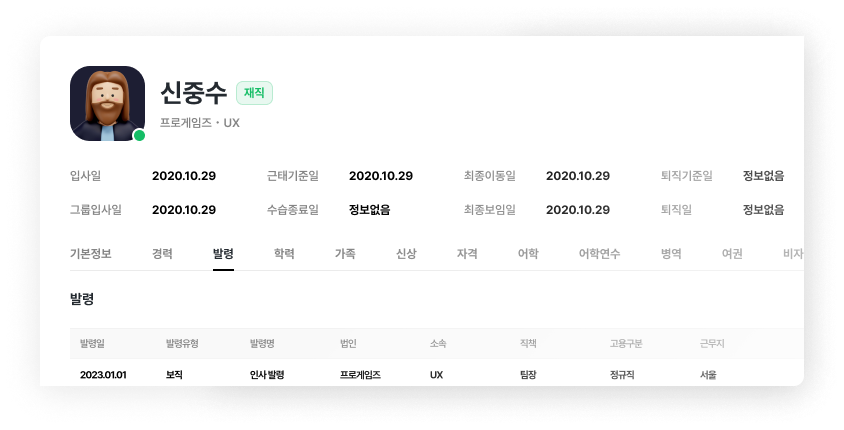 신중수 재직
프로게임즈 · UX
입사일 2020.10.29 근태기준일 2020.10.29 최종이동일 2020.10.29 퇴직기준일 정보없음
그룹입사일 2020.10.29 수습종료일 정보없음 최종보임일 2020.10.29 퇴직일 정보없음
기본정보 경력 발령 학력 가족 신상 자격 어학 어학연수 병역 여권 비자
발령
발령일 발령유형 발령명 법인 소속 직책 고용구분 근무지
2023.01.01 보직 인사 발령 프로게임즈 UX 팀장 정규직 서울